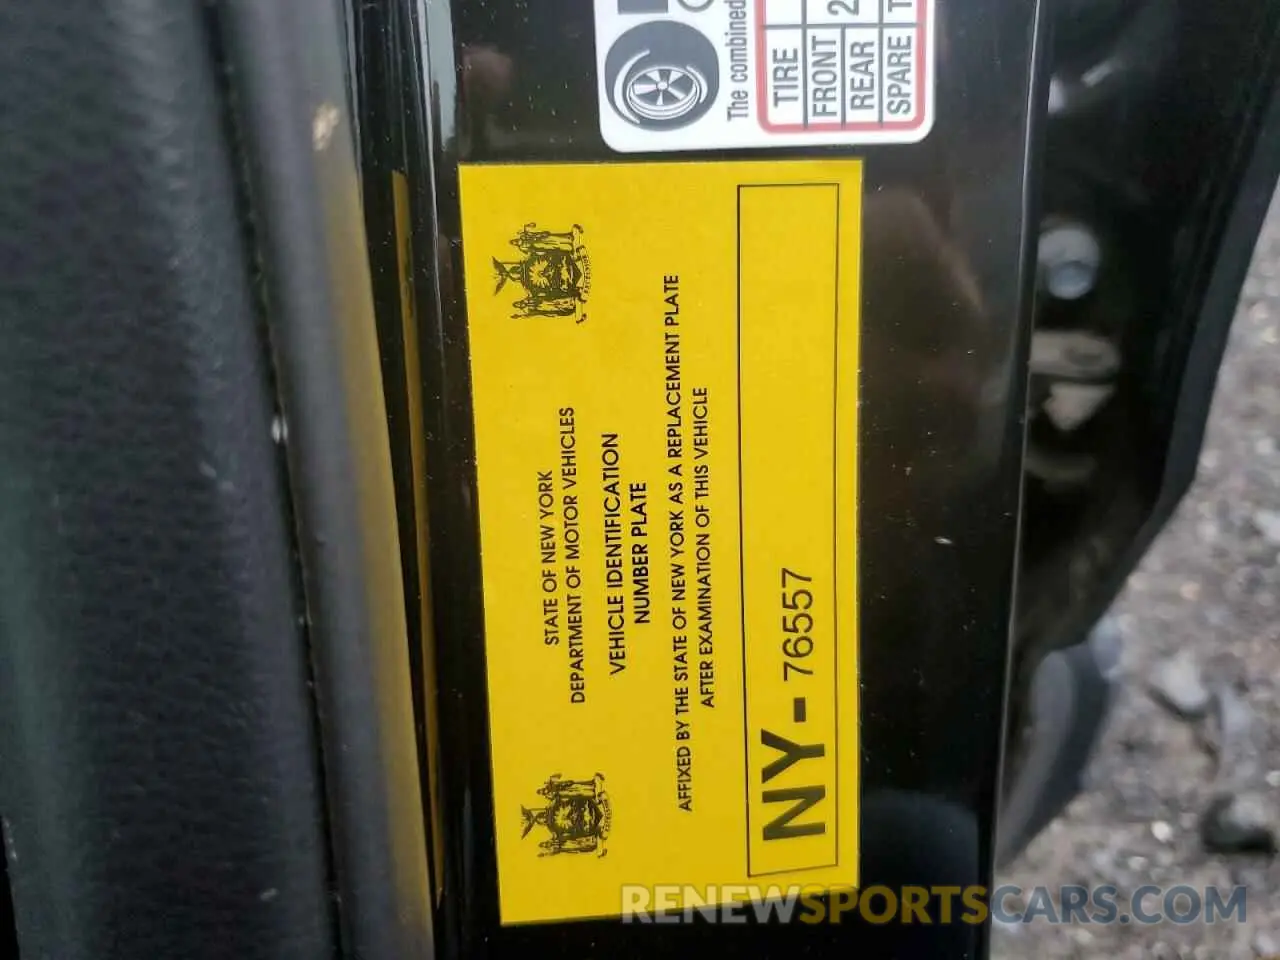 The combined
TIRE
FRONT 2
REAR
SPARE T
STATE OF NEW YORK
DEPARTMENT OF MOTOR VEHICLES
VEHICLE IDENTIFICATION
NUMBER PLATE
AFFIXED BY THE STATE OF NEW YORK AS A REPLACEMENT PLATE
AFTER EXAMINATION OF THIS VEHICLE
NY- 76557
RENEWSPORTSCARS.COM